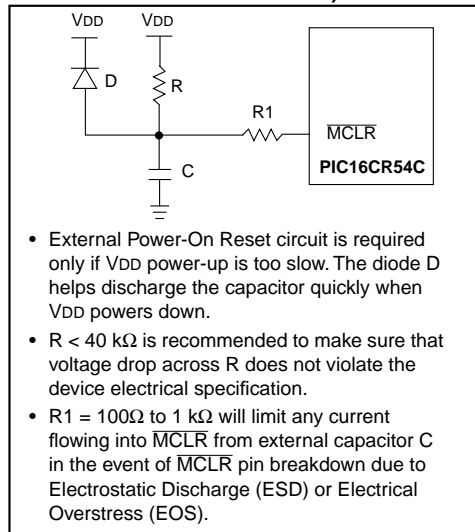 VDD VDD
D
R
R1
MCLR
PIC16CR54C
C
• External Power-On Reset circuit is required
only if VDD power-up is too slow. The diode D
helps discharge the capacitor quickly when
VDD powers down.
• R < 40 kΩ is recommended to make sure that
voltage drop across R does not violate the
device electrical specification.
• R1 = 100Ω to 1 kΩ will limit any current
flowing into MCLR from external capacitor C
in the event of MCLR pin breakdown due to
Electrostatic Discharge (ESD) or Electrical
Overstress (EOS).